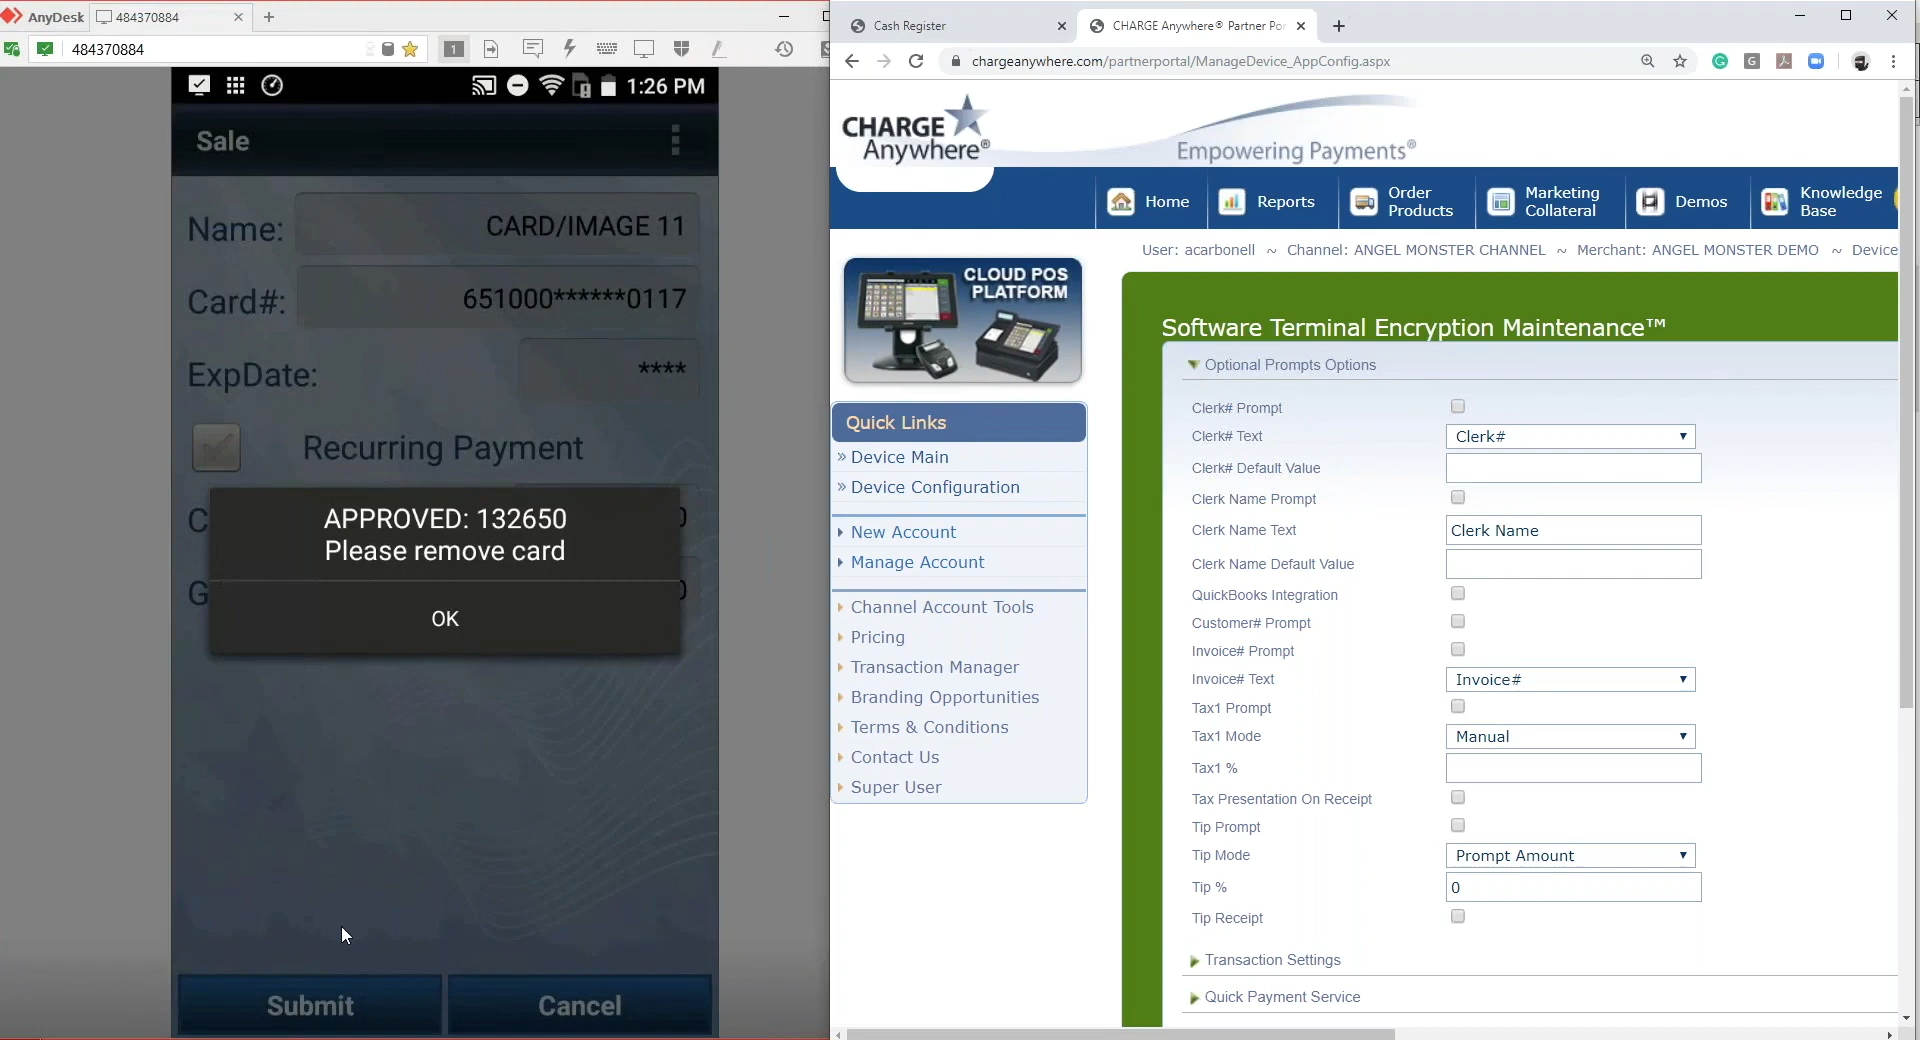 AnyDesk
484370884
484370884
1
1:26 PM
Sale
Name:
CARD/IMAGE 11
Card#:
651000******0117
ExpDate:
****
Recurring Payment
C
0
APPROVED: 132650
Please remove card
G
0
OK
Submit
Cancel
Cash Register
CHARGE Anywhere® Partner Por
chargeanywhere.com/partnerportal/ManageDevice_AppConfig.aspx
G
CHARGE
Anywhere®
Empowering Payments®
Home
Reports
Order
Products
Marketing
Collateral
Demos
Knowledge
Base
User: acarbonell ~ Channel: ANGEL MONSTER CHANNEL ~ Merchant: ANGEL MONSTER DEMO ~ Device
CLOUD POS
PLATFORM
Quick Links
» Device Main
» Device Configuration
New Account
Manage Account
Channel Account Tools
Pricing
Transaction Manager
Branding Opportunities
Terms & Conditions
Contact Us
Super User
Software Terminal Encryption Maintenance™
Optional Prompts Options
Clerk# Prompt
Clerk# Text
Clerk#
Clerk# Default Value
Clerk Name Prompt
Clerk Name Text
Clerk Name
Clerk Name Default Value
QuickBooks Integration
Customer# Prompt
Invoice# Prompt
Invoice# Text
Invoice#
Tax1 Prompt
Tax1 Mode
Manual
Tax1 %
Tax Presentation On Receipt
Tip Prompt
Tip Mode
Prompt Amount
Tip %
0
Tip Receipt
Transaction Settings
Quick Payment Service